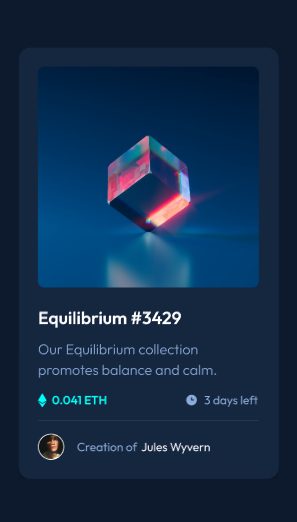 Equilibrium #3429
Our Equilibrium collection
promotes balance and calm.
0.041 ETH 3 days left
Creation of Jules Wyvern